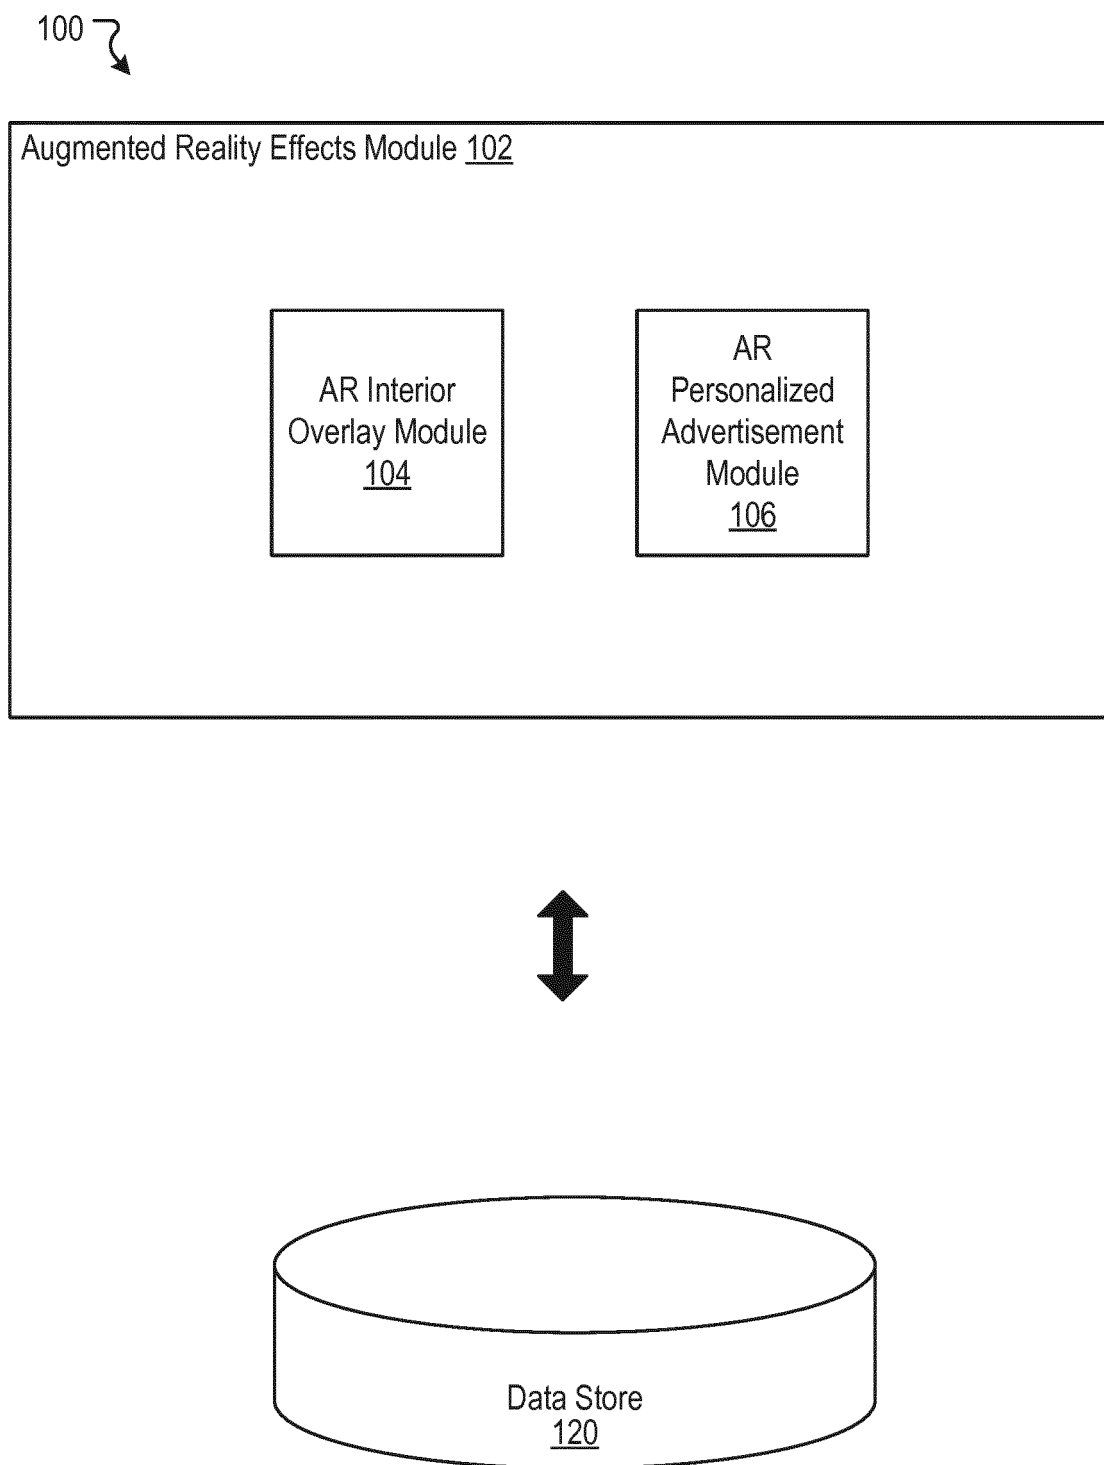 100
Augmented Reality Effects Module 102
AR Interior
Overlay Module
104
AR
Personalized
Advertisement
Module
106
Data Store
120